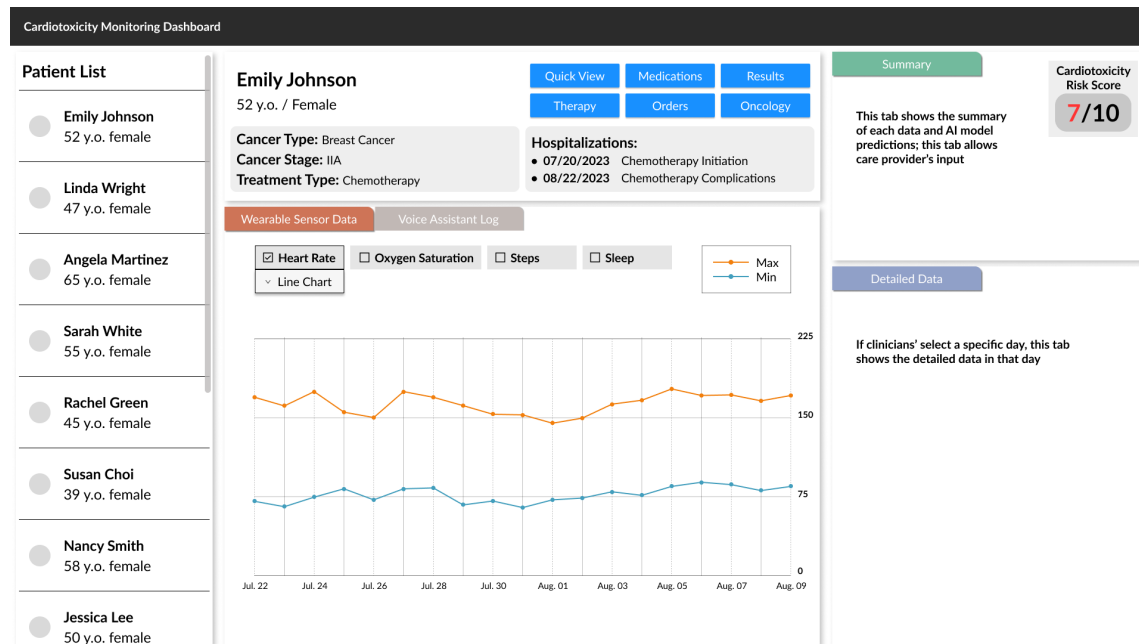 Cardiotoxicity Monitoring Dashboard
Patient List
Emily Johnson
52 y.o. female
Linda Wright
47 y.o. female
Angela Martinez
65 y.o. female
Sarah White
55 y.o. female
Rachel Green
45 y.o. female
Susan Choi
39 y.o. female
Nancy Smith
58 y.o. female
Jessica Lee
50 y.o. female
Emily Johnson
52 y.o. / Female
Quick View
Medications
Results
Therapy
Orders
Oncology
Cancer Type: Breast Cancer
Cancer Stage: IIA
Treatment Type: Chemotherapy
Hospitalizations:
• 07/20/2023 Chemotherapy Initiation
• 08/22/2023 Chemotherapy Complications
Wearable Sensor Data
Voice Assistant Log
Heart Rate
Oxygen Saturation
Steps
Sleep
Line Chart
Max
Min
225
150
75
0
Jul. 22
Jul. 24
Jul. 26
Jul. 28
Jul. 30
Aug. 01
Aug. 03
Aug. 05
Aug. 07
Aug. 09
Summary
This tab shows the summary
of each data and AI model
predictions; this tab allows
care provider's input
Cardiotoxicity
Risk Score
7/10
Detailed Data
If clinicians' select a specific day, this tab
shows the detailed data in that day